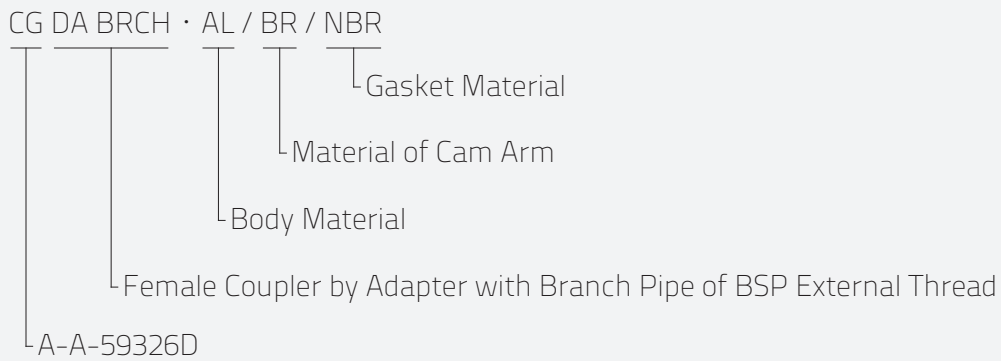 CG DA BRCH · AL / BR / NBR
Gasket Material
Material of Cam Arm
Body Material
Female Coupler by Adapter with Branch Pipe of BSP External Thread
A-A-59326D